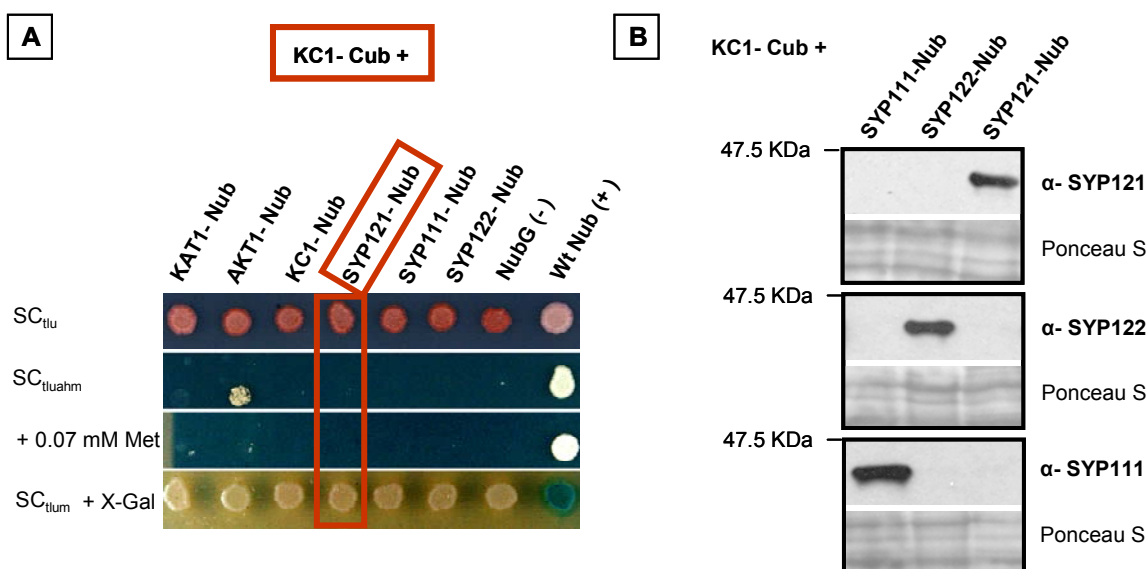 A
KC1- Cub +
KAT1- Nub
AKT1- Nub
KC1- Nub
SYP121- Nub
SYP111- Nub
SYP122- Nub
NubG (-)
Wt Nub (+ )
SCtlu
SCtluahm
+ 0.07 mM Met
SCtlum + X-Gal
B
KC1- Cub +
SYP111-Nub
SYP122-Nub
SYP121-Nub
47.5 KDa
α- SYP121
Ponceau S
47.5 KDa
α- SYP122
Ponceau S
47.5 KDa
α- SYP111
Ponceau S